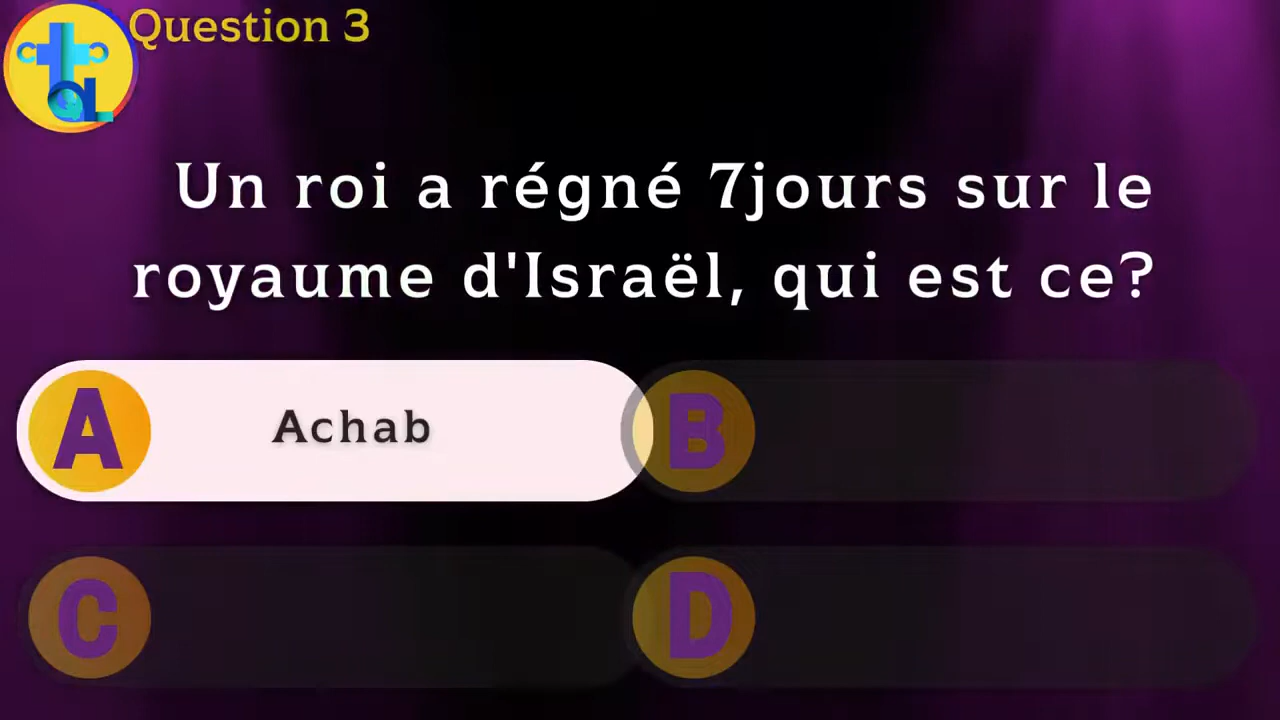 Question 3
Un roi a régné 7jours sur le
royaume d'Israël, qui est ce?
A Achab
B
C
D